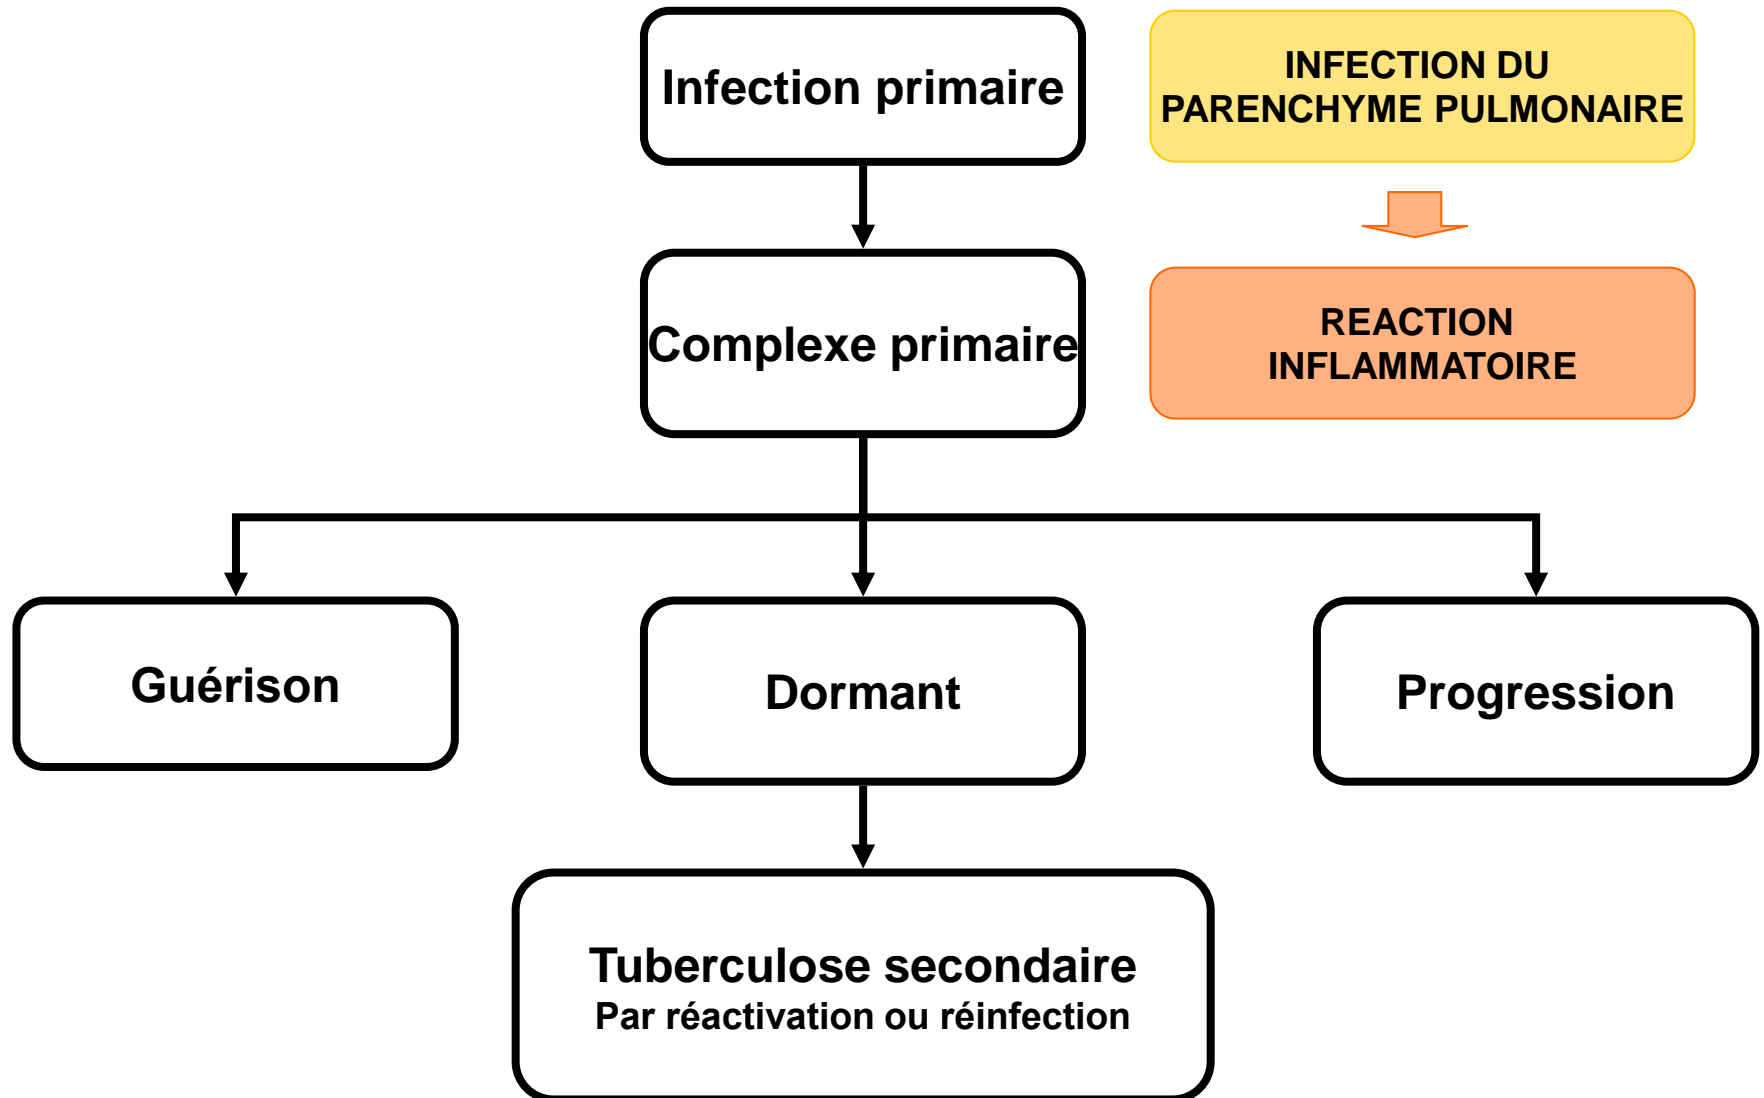 Infection primaire
INFECTION DU
PARENCHYME PULMONAIRE
Complexe primaire
REACTION
INFLAMMATOIRE
Guérison
Dormant
Progression
Tuberculose secondaire
Par réactivation ou réinfection